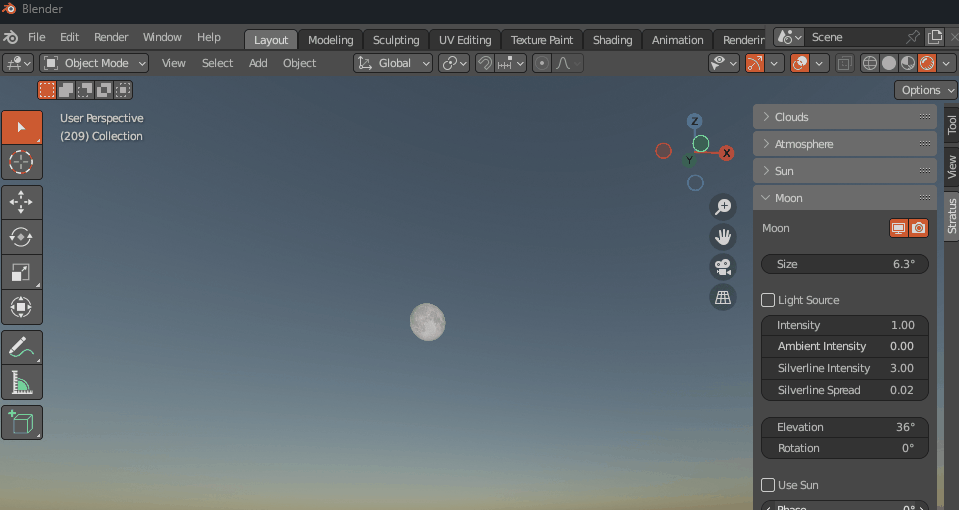 Blender
File Edit Render Window Help Layout Modeling Sculpting UV Editing Texture Paint Shading Animation Scene
Object Mode View Select Add Object Global
Options
User Perspective
(209) Collection
Z
X
Y
Clouds
Atmosphere
Sun
Moon
Moon
Size 6.3°
Light Source
Intensity 1.00
Ambient Intensity 0.00
Silverline Intensity 3.00
Silverline Spread 0.02
Elevation 36°
Rotation 0°
Use Sun
Phase 0°
Tool
View
Stratus